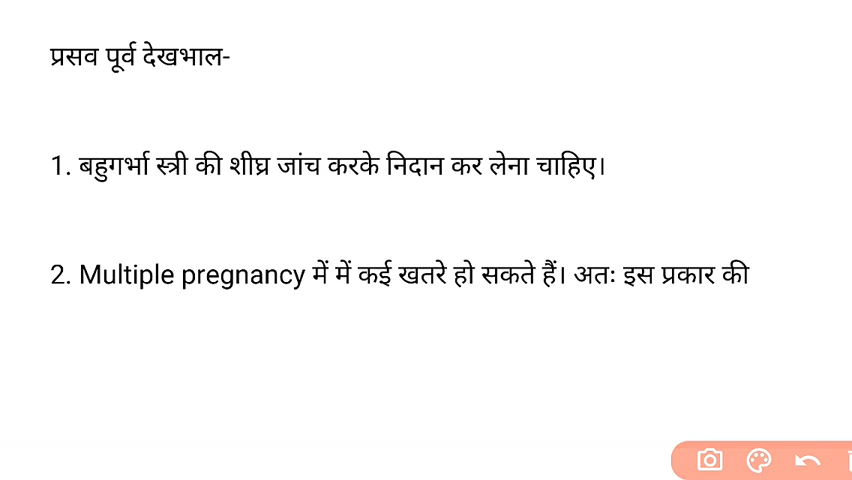 प्रसव पूर्व देखभाल-
1. बहुगर्भा स्त्री की शीघ्र जांच करके निदान कर लेना चाहिए।
2. Multiple pregnancy में में कई खतरे हो सकते हैं। अतः इस प्रकार की